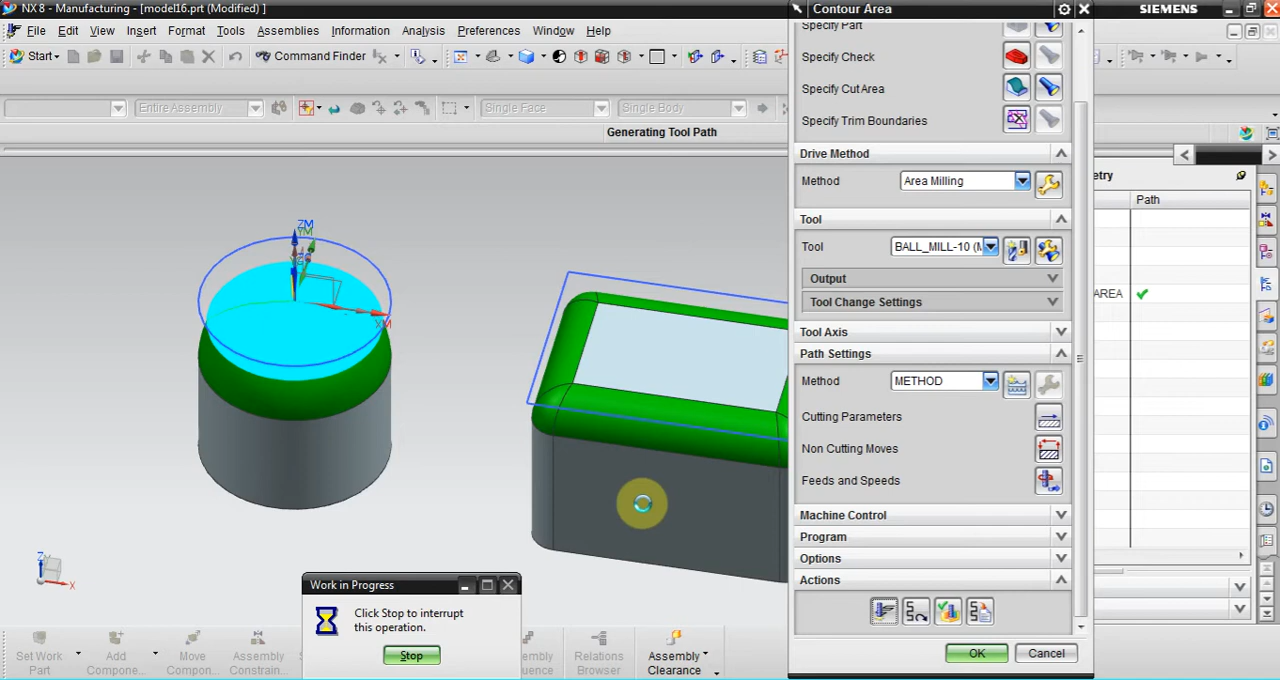 NX 8 - Manufacturing - [model16.prt (Modified) ]
SIEMENS
File Edit View Insert Format Tools Information Analysis Preferences Window Help
Start
Command Finder
Entire Assembly
Single Face
Single Body
Generating Tool Path
ZM
YM
XM
Z
X
Contour Area
Specify Part
Specify Check
Specify Cut Area
Specify Trim Boundaries
Drive Method
Method
Area Milling
Tool
Tool
BALL_MILL-10 (M
Output
Tool Change Settings
Tool Axis
Path Settings
Method
METHOD
Cutting Parameters
Non Cutting Moves
Feeds and Speeds
Machine Control
Program
Options
Actions
OK
Cancel
etry
Path
AREA
Work in Progress
Click Stop to interrupt
this operation.
Stop
Set Work
Part
Add
Compone...
Move
Compon...
Assembly
Constrain...
Relations
Browser
Assembly
Clearance